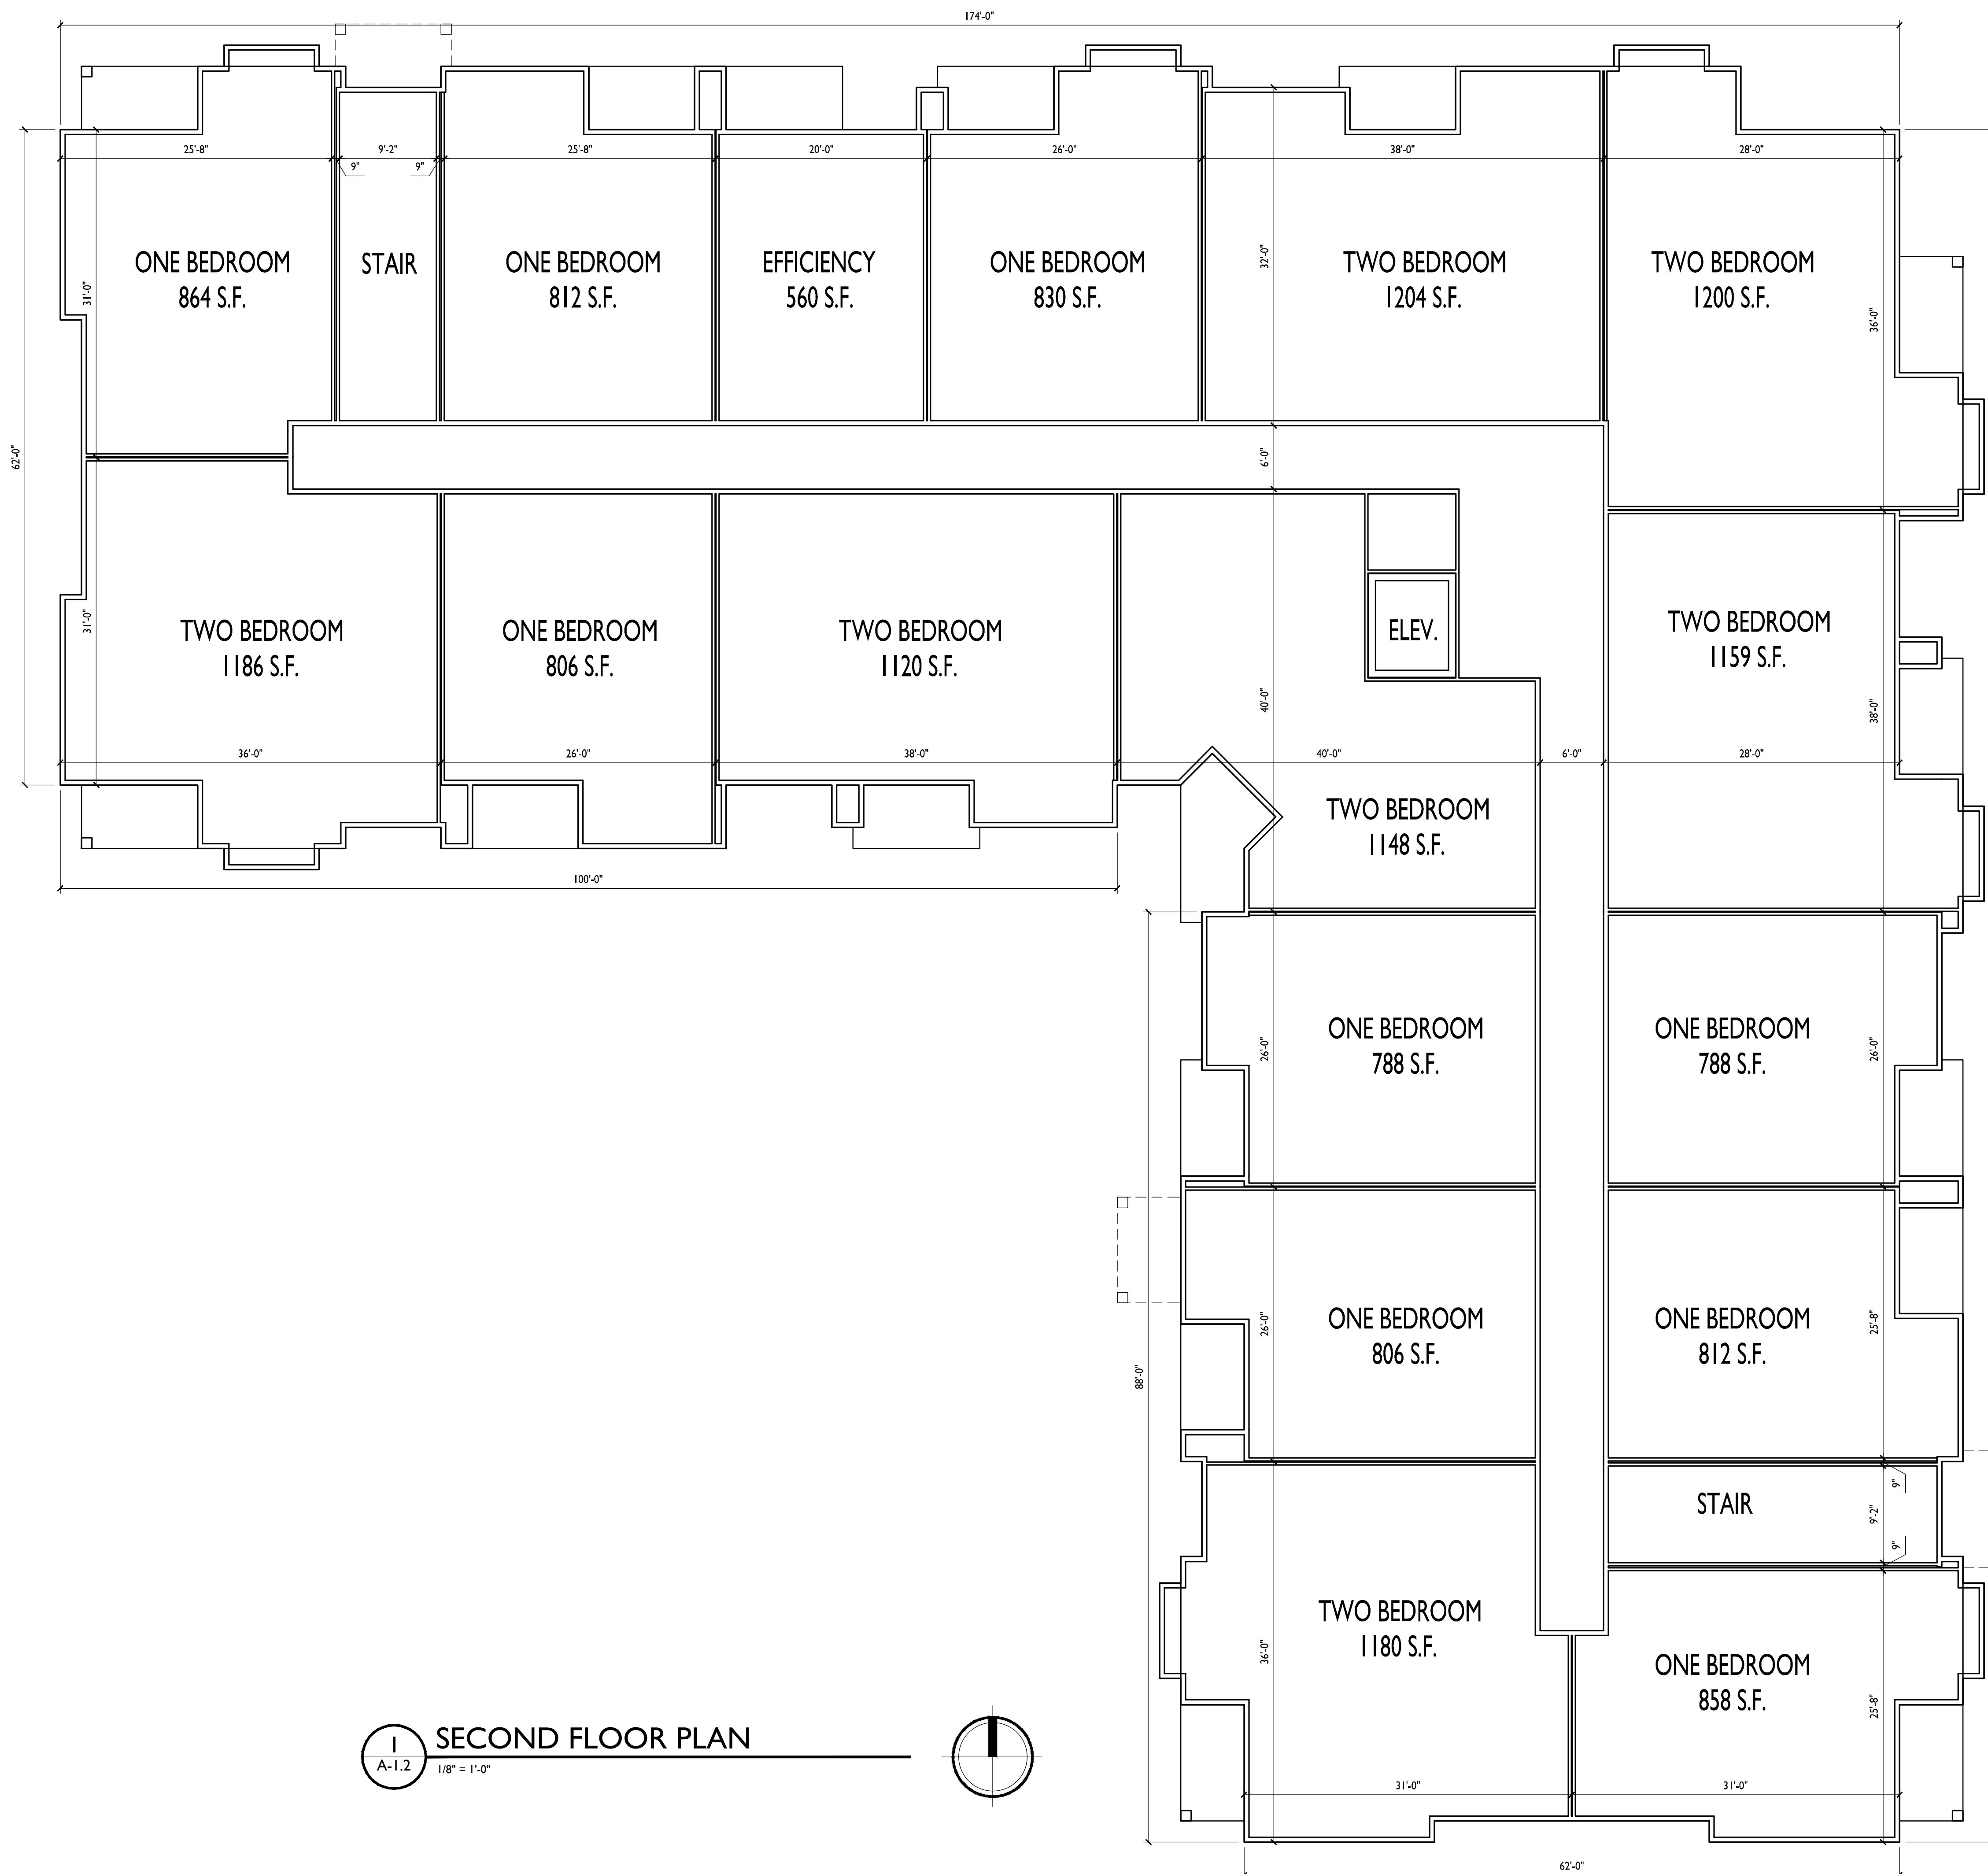 174'-0"
25'-8"
9'-2"
25'-8"
20'-0"
26'-0"
38'-0"
28'-0"
9"
9"
ONE BEDROOM
864 S.F.
STAIR
ONE BEDROOM
812 S.F.
EFFICIENCY
560 S.F.
ONE BEDROOM
830 S.F.
32'-0"
TWO BEDROOM
1204 S.F.
TWO BEDROOM
1200 S.F.
31'-0"
36'-0"
62'-0"
6'-0"
31'-0"
TWO BEDROOM
1186 S.F.
ONE BEDROOM
806 S.F.
TWO BEDROOM
1120 S.F.
ELEV.
TWO BEDROOM
1159 S.F.
40'-0"
38'-0"
36'-0"
26'-0"
38'-0"
40'-0"
6'-0"
28'-0"
TWO BEDROOM
1148 S.F.
100'-0"
ONE BEDROOM
788 S.F.
ONE BEDROOM
788 S.F.
26'-0"
26'-0"
ONE BEDROOM
806 S.F.
ONE BEDROOM
812 S.F.
26'-0"
25'-8"
88'-0"
STAIR
9"
9'-2"
9"
TWO BEDROOM
1180 S.F.
36'-0"
ONE BEDROOM
858 S.F.
25'-8"
31'-0"
31'-0"
62'-0"
1
A-1.2
SECOND FLOOR PLAN
1/8" = 1'-0"